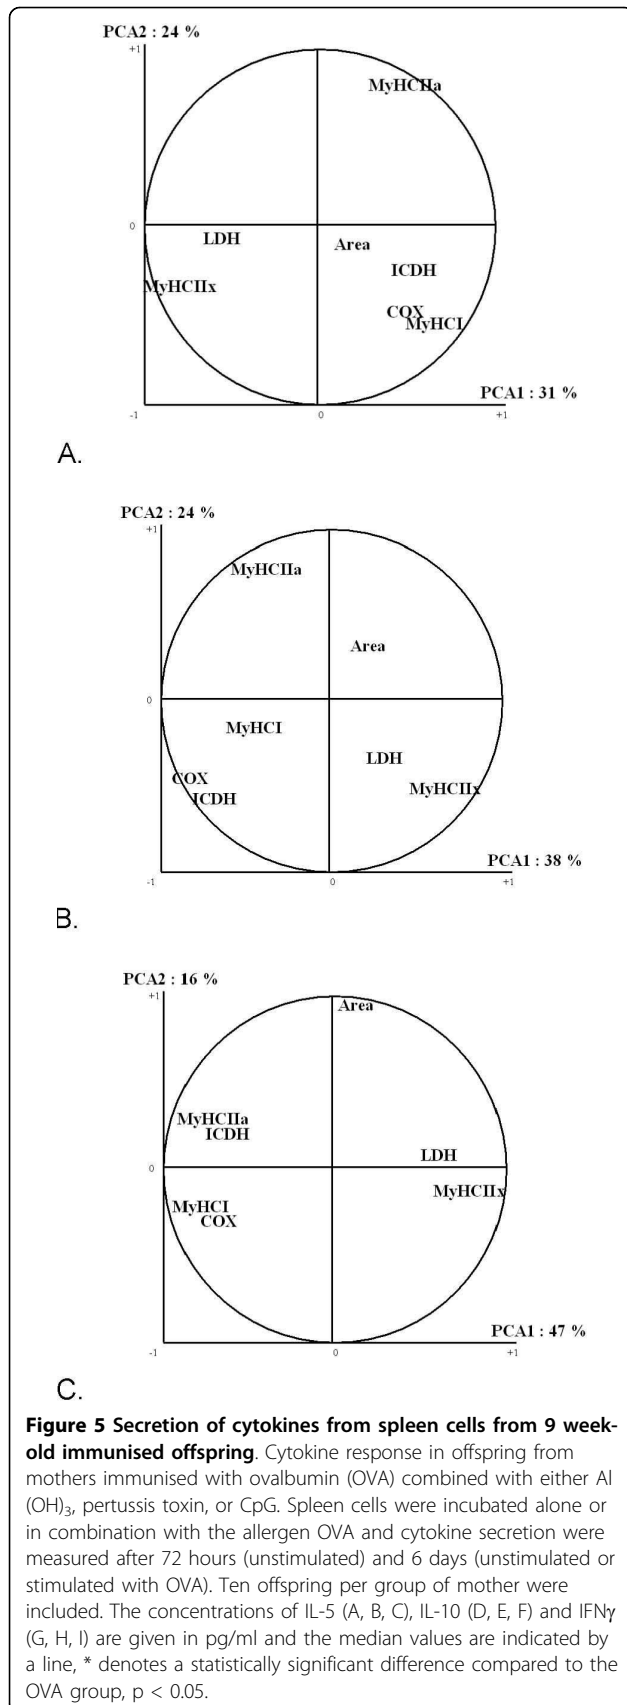 PCA2 : 24 %
+1
MyHCIIa
0
LDH
Area
ICDH
MyHCIIx
COX
MyHCI
PCA1 : 31 %
-1 0 +1
A.
PCA2 : 24 %
+1
MyHCIIa
Area
0
MyHCI
LDH
COX
MyHCIIx
ICDH
PCA1 : 38 %
-1 0 +1
B.
PCA2 : 16 %
+1
Area
MyHCIIa
ICDH
LDH
0
MyHCIIx
MyHCI
COX
PCA1 : 47 %
-1 0 +1
C.
Figure 5 Secretion of cytokines from spleen cells from 9 week-
old immunised offspring. Cytokine response in offspring from
mothers immunised with ovalbumin (OVA) combined with either Al
(OH)₃, pertussis toxin, or CpG. Spleen cells were incubated alone or
in combination with the allergen OVA and cytokine secretion were
measured after 72 hours (unstimulated) and 6 days (unstimulated or
stimulated with OVA). Ten offspring per group of mother were
included. The concentrations of IL-5 (A, B, C), IL-10 (D, E, F) and IFNγ
(G, H, I) are given in pg/ml and the median values are indicated by
a line, * denotes a statistically significant difference compared to the
OVA group, p < 0.05.